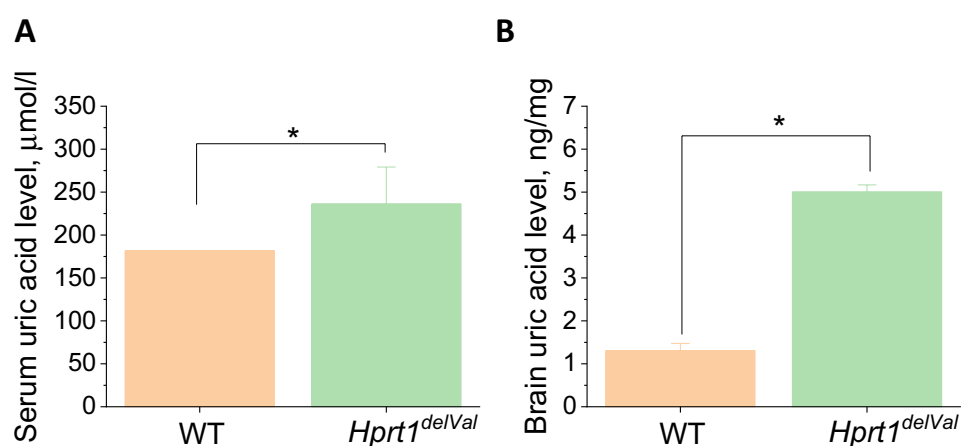 A
Serum uric acid level, μmol/l
350
300
250
200
150
100
50
0
*
WT
Hprt1delVal
B
Brain uric acid level, ng/mg
7
6
5
4
3
2
1
0
*
WT
Hprt1delVal